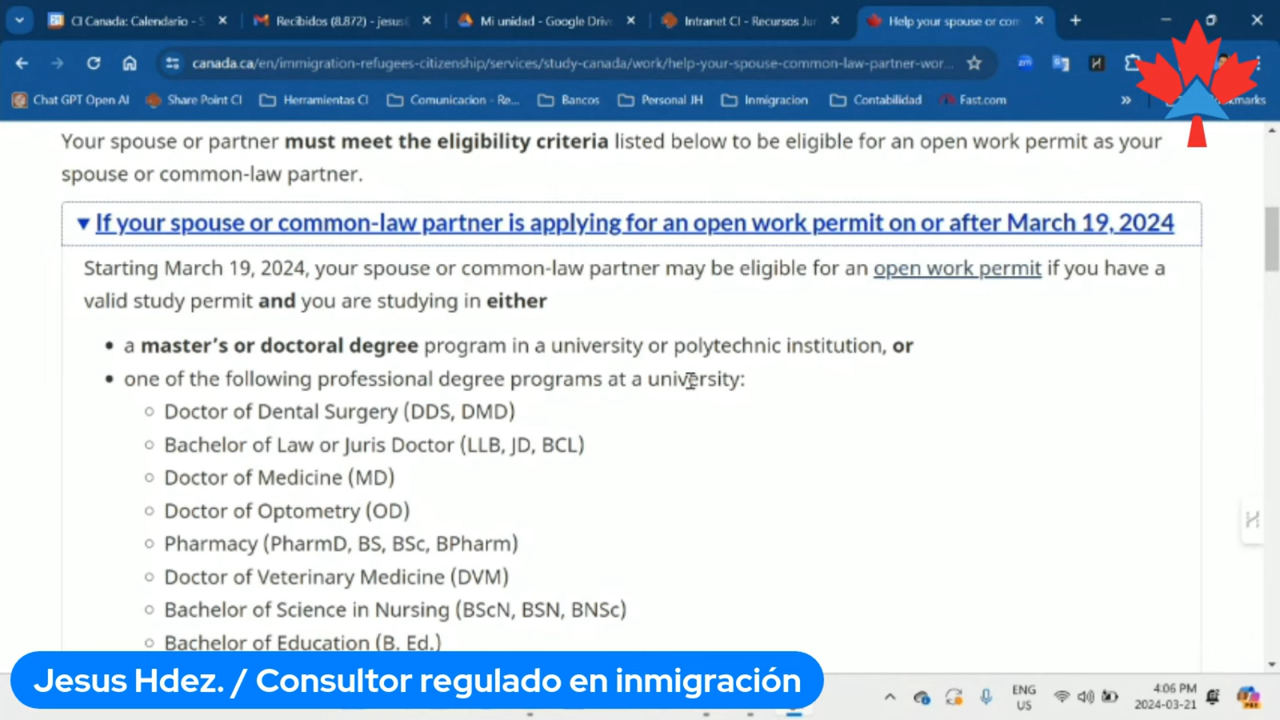 CI Canada: Calendario - S
Recibidos (8.872) - jesus
Mi unidad - Google Drive
Intranet CI - Recursos Jur
Help your spouse or com
canada.ca/en/immigration-refugees-citizenship/services/study-canada/work/help-your-spouse-common-law-partner-wor...
Chat GPT Open AI
Share Point CI
Herramientas CI
Comunicacion - Re...
Bancos
Personal JH
Inmigracion
Contabilidad
Fast.com
»
Your spouse or partner must meet the eligibility criteria listed below to be eligible for an open work permit as your
spouse or common-law partner.
If your spouse or common-law partner is applying for an open work permit on or after March 19, 2024
Starting March 19, 2024, your spouse or common-law partner may be eligible for an open work permit if you have a
valid study permit and you are studying in either
• a master's or doctoral degree program in a university or polytechnic institution, or
• one of the following professional degree programs at a university:
○ Doctor of Dental Surgery (DDS, DMD)
○ Bachelor of Law or Juris Doctor (LLB, JD, BCL)
○ Doctor of Medicine (MD)
○ Doctor of Optometry (OD)
○ Pharmacy (PharmD, BS, BSc, BPharm)
○ Doctor of Veterinary Medicine (DVM)
○ Bachelor of Science in Nursing (BScN, BSN, BNSc)
○ Bachelor of Education (B. Ed.)
Jesus Hdez. / Consultor regulado en inmigración
ENG
US
4:06 PM
2024-03-21